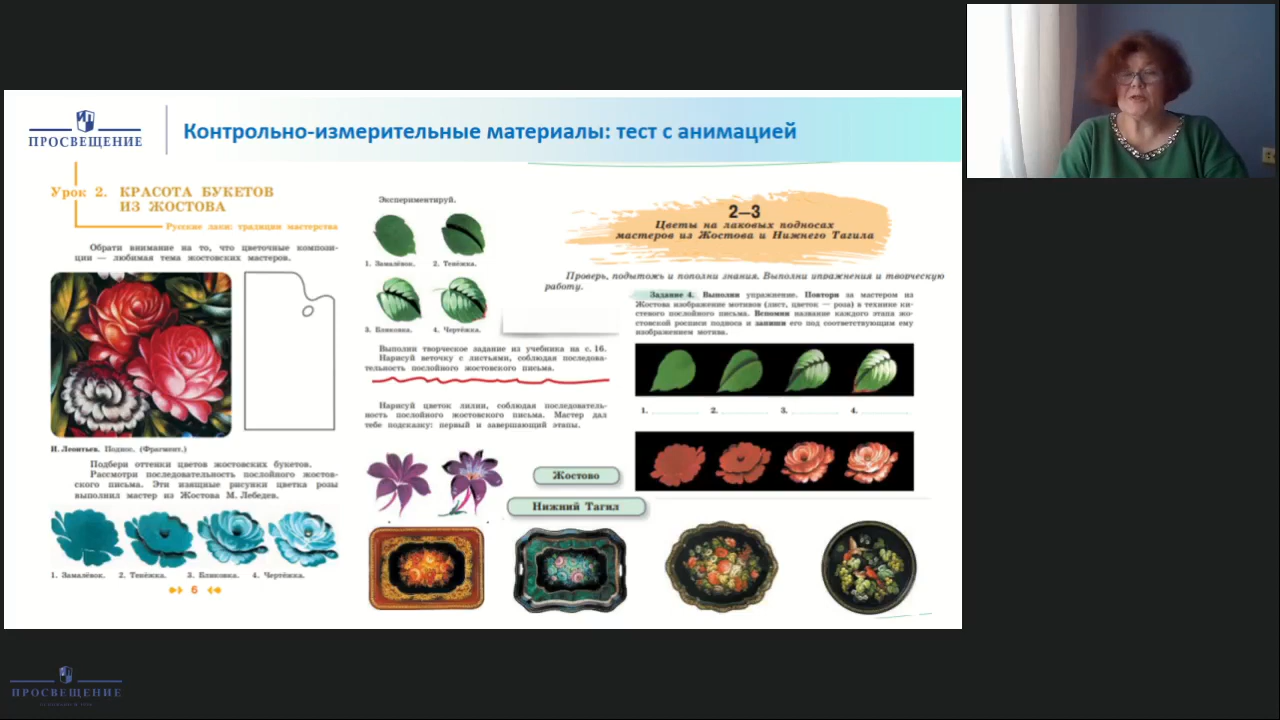 ПРОСВЕЩЕНИЕ
Контрольно-измерительные материалы: тест с анимацией
Урок 2. КРАСОТА БУКЕТОВ
ИЗ ЖОСТОВА
Русские лаки: традиции мастерства
Обрати внимание на то, что цветочные компози-
ции — любимая тема жостовских мастеров.
И. Леонтьев. Поднос. (Фрагмент.)
Подбери оттенки цветов жостовских букетов.
Рассмотри последовательность послойного жостов-
ского письма. Эти изящные рисунки цветка розы
выполнил мастер из Жостова М. Лебедев.
1. Замалёвок. 2. Тенёжка. 3. Бликовка. 4. Чертёжка.
6
Экспериментируй.
1. Замалёвок. 2. Тенёжка.
3. Бликовка. 4. Чертёжка.
Выполни творческое задание из учебника на с. 16.
Нарисуй веточку с листьями, соблюдая последова-
тельность послойного жостовского письма.
Нарисуй цветок лилии, соблюдая последователь-
ность послойного жостовского письма. Мастер дал
тебе подсказку: первый и завершающий этапы.
Жостово
Нижний Тагил
2—3
Цветы на лаковых подносах
мастеров из Жостова и Нижнего Тагила
Проверь, подытожь и пополни знания. Выполни упражнения и творческую
работу.
Задание 4. Выполни упражнение. Повтори за мастером из
Жостова изображение мотивов (лист, цветок — роза) в технике ки-
стевого послойного письма. Вспомни название каждого этапа жо-
стовской росписи подноса и запиши его под соответствующим ему
изображением мотива.
1. 2. 3. 4.
ПРОСВЕЩЕНИЕ